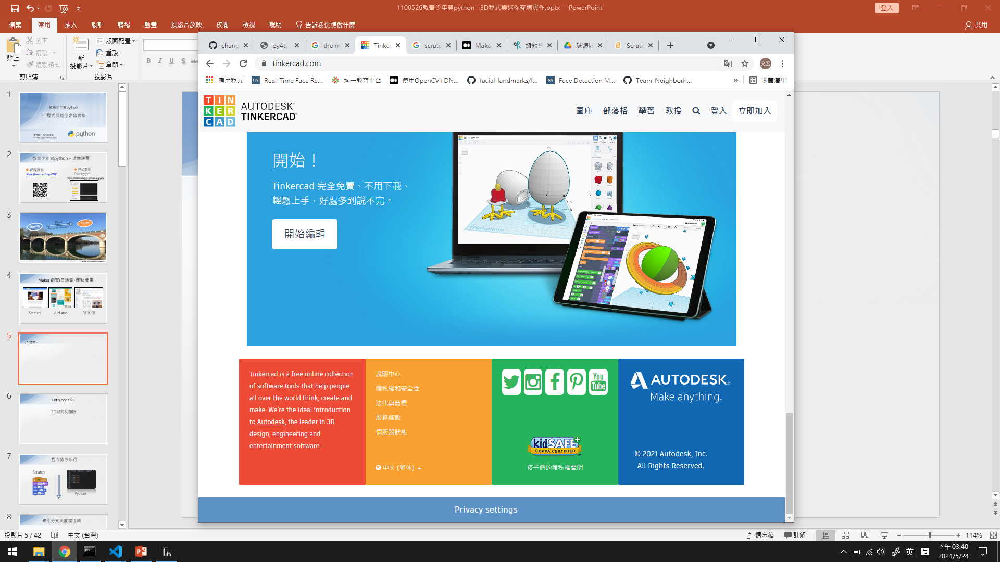 1100526教青少年寫python - 3D程式與迷你麥塊實作.pptx - PowerPoint
登入
檔案 常用 插入 設計 轉場 動畫 投影片放映 校閱 檢視 說明 告訴我您想做什麼 共用
貼上
剪下
複製
複製格式
剪貼簿
新
投影片
版面配置
重設
章節
投影片
B I U S abc
chang
py4t -
the m
Tinke
scratc
Make
縮短網
球體貼
Scratc
tinkercad.com
文宏
應用程式
Real-Time Face Re...
均一教育平台
使用OpenCV+DN...
facial-landmarks/f...
Face Detection M...
Team-Neighborh...
閱讀清單
TINKERCAD
AUTODESK
TINKERCAD
圖庫 部落格 學習 教授 登入 立即加入
開始！
Tinkercad 完全免費、不用下載、
輕鬆上手，好處多到說不完。
開始編輯
Workplane
Tinkercad is a free online collection
of software tools that help people
all over the world think, create and
make. We're the ideal introduction
to Autodesk, the leader in 3D
design, engineering and
entertainment software.
說明中心
隱私權和安全性
法律與商標
服務條款
伺服器狀態
中文 (繁体)
You
Tube
kidSAFE+
COPPA CERTIFIED
孩子們的隱私權聲明
AUTODESK
Make anything
© 2021 Autodesk, Inc.
All Rights Reserved.
Privacy settings
1
教青少年寫python
3D程式與迷你麥塊實作
python
2
教青少年寫python - 環境建置
課程資料
程式安裝
ThonnyPy4t
3
Scratch
Py4t
Python for Teenagers
Python
4
Maker 創客(自造者) 運動 要素
Scratch
Arduino
3D列印
5
3D 程式 -
6
Let's code 0
3D程式初體驗
7
程式依序執行
Scratch
Python
8
條件分支與重複迴圈
投影片 5 / 42
中文 (台灣)
備忘稿
註解
114%
英
下午 03:40
2021/5/24